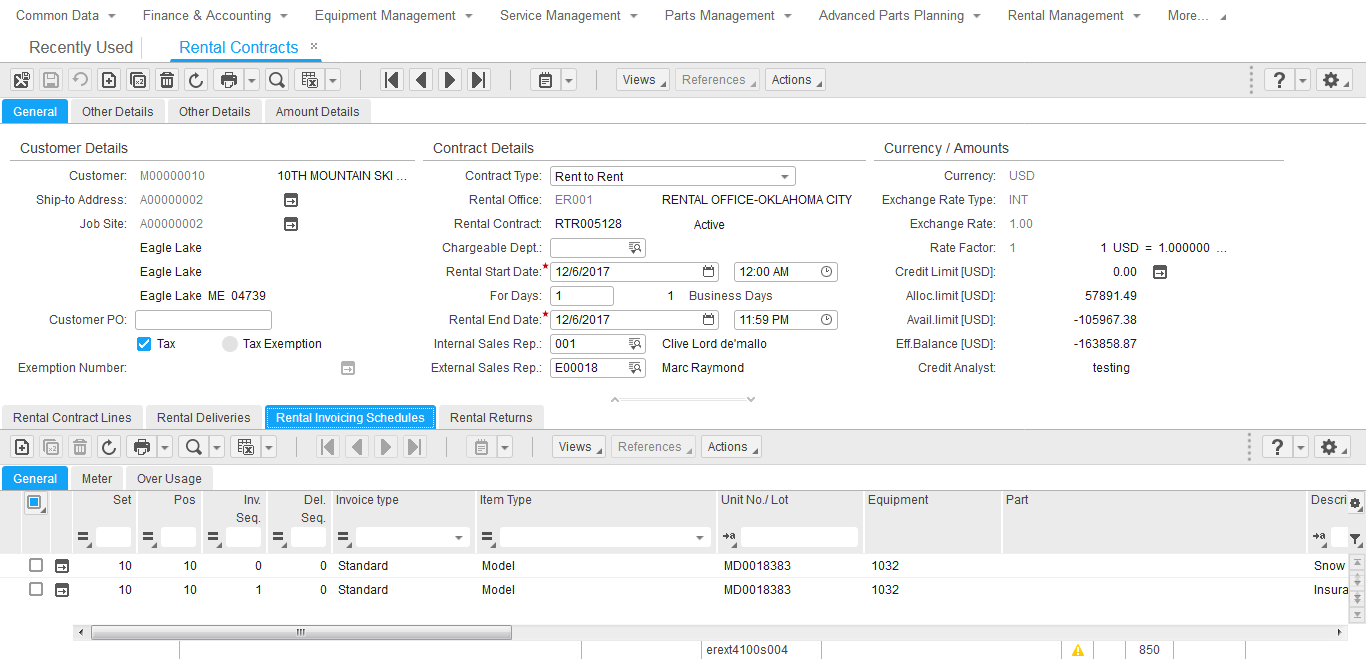 Common Data Finance & Accounting Equipment Management Service Management Parts Management Advanced Parts Planning Rental Management More...
Recently Used Rental Contracts ×
Views References Actions ?
General Other Details Other Details Amount Details
Customer Details Contract Details Currency / Amounts
Customer: M00000010 10TH MOUNTAIN SKI ... Contract Type: Rent to Rent Currency: USD
Ship-to Address: A00000002 Rental Office: ER001 RENTAL OFFICE-OKLAHOMA CITY Exchange Rate Type: INT
Job Site: A00000002 Rental Contract: RTR005128 Active Exchange Rate: 1.00
Eagle Lake Chargeable Dept.: Rate Factor: 1 1 USD = 1.000000 ...
Eagle Lake Rental Start Date:* 12/6/2017 12:00 AM Credit Limit [USD]: 0.00
Eagle Lake ME 04739 For Days: 1 1 Business Days Alloc.limit [USD]: 57891.49
Customer PO: Rental End Date:* 12/6/2017 11:59 PM Avail.limit [USD]: -105967.38
Tax Tax Exemption Internal Sales Rep.: 001 Clive Lord de'mallo Eff.Balance [USD]: -163858.87
Exemption Number: External Sales Rep.: E00018 Marc Raymond Credit Analyst: testing
Rental Contract Lines Rental Deliveries Rental Invoicing Schedules Rental Returns
Views References Actions ?
General Meter Over Usage
Set Pos Inv. Seq. Del. Seq. Invoice type Item Type Unit No./ Lot Equipment Part Descri
10 10 0 0 Standard Model MD0018383 1032 Snow
10 10 1 0 Standard Model MD0018383 1032 Insura
erext4100s004 850